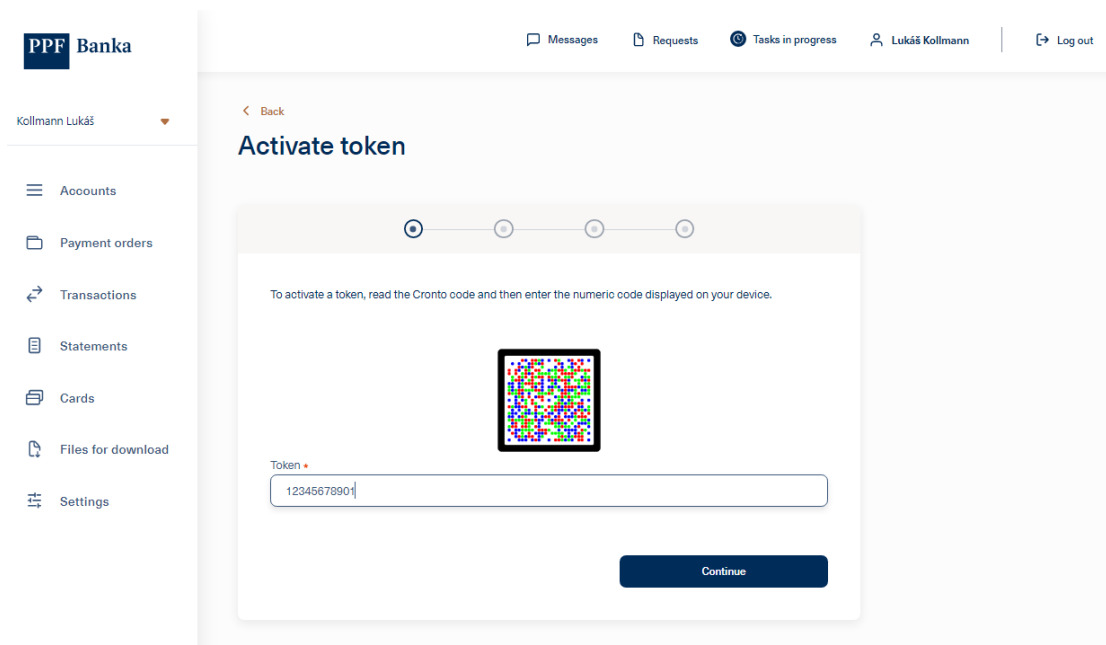 PPF Banka
Messages
Requests
Tasks in progress
Lukáš Kollmann
Log out
Kollmann Lukáš
Accounts
Payment orders
Transactions
Statements
Cards
Files for download
Settings
Back
Activate token
To activate a token, read the Cronto code and then enter the numeric code displayed on your device.
Token *
12345678901
Continue